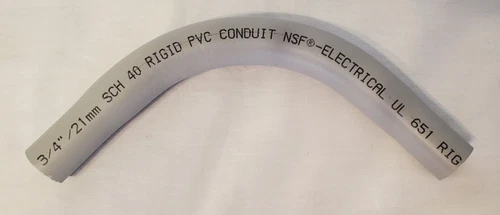 3/4"/21mm SCH 40 RIGID PVC CONDUIT NSF®-ELECTRICAL UL 651 RIG